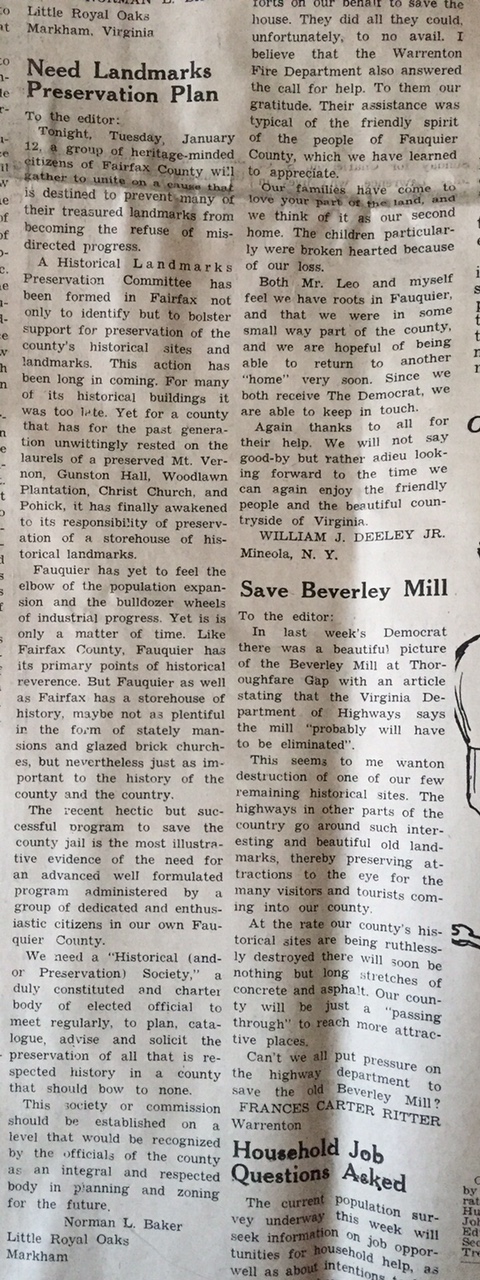 Little Royal Oaks
Markham, Virginia
Need Landmarks
Preservation Plan
To the editor:
Tonight, Tuesday, January
12, a group of heritage-minded
citizens of Fairfax County will
gather to unite on a cause that
is destined to prevent many of
their treasured landmarks from
becoming the refuse of mis-
directed progress.
A Historical Landmarks
Preservation Committee has
been formed in Fairfax not
only to identify but to bolster
support for preservation of the
county's historical sites and
landmarks. This action has
been long in coming. For many
of its historical buildings it
was too late. Yet for a county
that has for the past genera-
tion unwittingly rested on the
laurels of a preserved Mt. Ver-
non, Gunston Hall, Woodlawn
Plantation, Christ Church, and
Pohick, it has finally awakened
to its responsibility of preserv-
ation of a storehouse of his-
torical landmarks.
Fauquier has yet to feel the
elbow of the population expan-
sion and the bulldozer wheels
of industrial progress. Yet is is
only a matter of time. Like
Fairfax County, Fauquier has
its primary points of historical
reverence. But Fauquier as well
as Fairfax has a storehouse of
history, maybe not as plentiful
in the form of stately man-
sions and glazed brick church-
es, but nevertheless just as im-
portant to the history of the
county and the country.
The recent hectic but suc-
cessful program to save the
county jail is the most illustra-
tive evidence of the need for
an advanced well formulated
program administered by a
group of dedicated and enthus-
iastic citizens in our own Fau-
quier County.
We need a "Historical (and-
or Preservation) Society," a
duly constituted and charter
body of elected official to
meet regularly, to plan, cata-
logue, advise and solicit the
preservation of all that is re-
spected history in a county
that should bow to none.
This society or commission
should be established on a
level that would be recognized
by the officials of the county
as an integral and respected
body in planning and zoning
for the future.
Norman L. Baker
Little Royal Oaks
Markham
forts on our behalf to save the
house. They did all they could,
unfortunately, to no avail. I
believe that the Warrenton
Fire Department also answered
the call for help. To them our
gratitude. Their assistance was
typical of the friendly spirit
of the people of Fauquier
County, which we have learned
to appreciate.
Our families have come to
love your part of the land, and
we think of it as our second
home. The children particular-
ly were broken hearted because
of our loss.
Both Mr. Leo and myself
feel we have roots in Fauquier,
and that we were in some
small way part of the county,
and we are hopeful of being
able to return to another
"home" very soon. Since we
both receive The Democrat, we
are able to keep in touch.
Again thanks to all for
their help. We will not say
good-by but rather adieu look-
ing forward to the time we
can again enjoy the friendly
people and the beautiful coun-
tryside of Virginia.
WILLIAM J. DEELEY JR.
Mineola, N. Y.
Save Beverley Mill
To the editor:
In last week's Democrat
there was a beautiful picture
of the Beverley Mill at Thor-
oughfare Gap with an article
stating that the Virginia De-
partment of Highways says
the mill "probably will have
to be eliminated".
This seems to me wanton
destruction of one of our few
remaining historical sites. The
highways in other parts of the
country go around such inter-
esting and beautiful old land-
marks, thereby preserving at-
tractions to the eye for the
many visitors and tourists com-
ing into our county.
At the rate our county's his-
torical sites are being ruthless-
ly destroyed there will soon be
nothing but long stretches of
concrete and asphalt. Our coun-
ty will be just a "passing
through" to reach more attrac-
tive places.
Can't we all put pressure on
the highway department to
save the old Beverley Mill?
FRANCES CARTER RITTER
Warrenton
Household Job
Questions Asked
The current population sur-
vey underway this week will
seek information on job oppor-
tunities for household help, as
well as about intentions